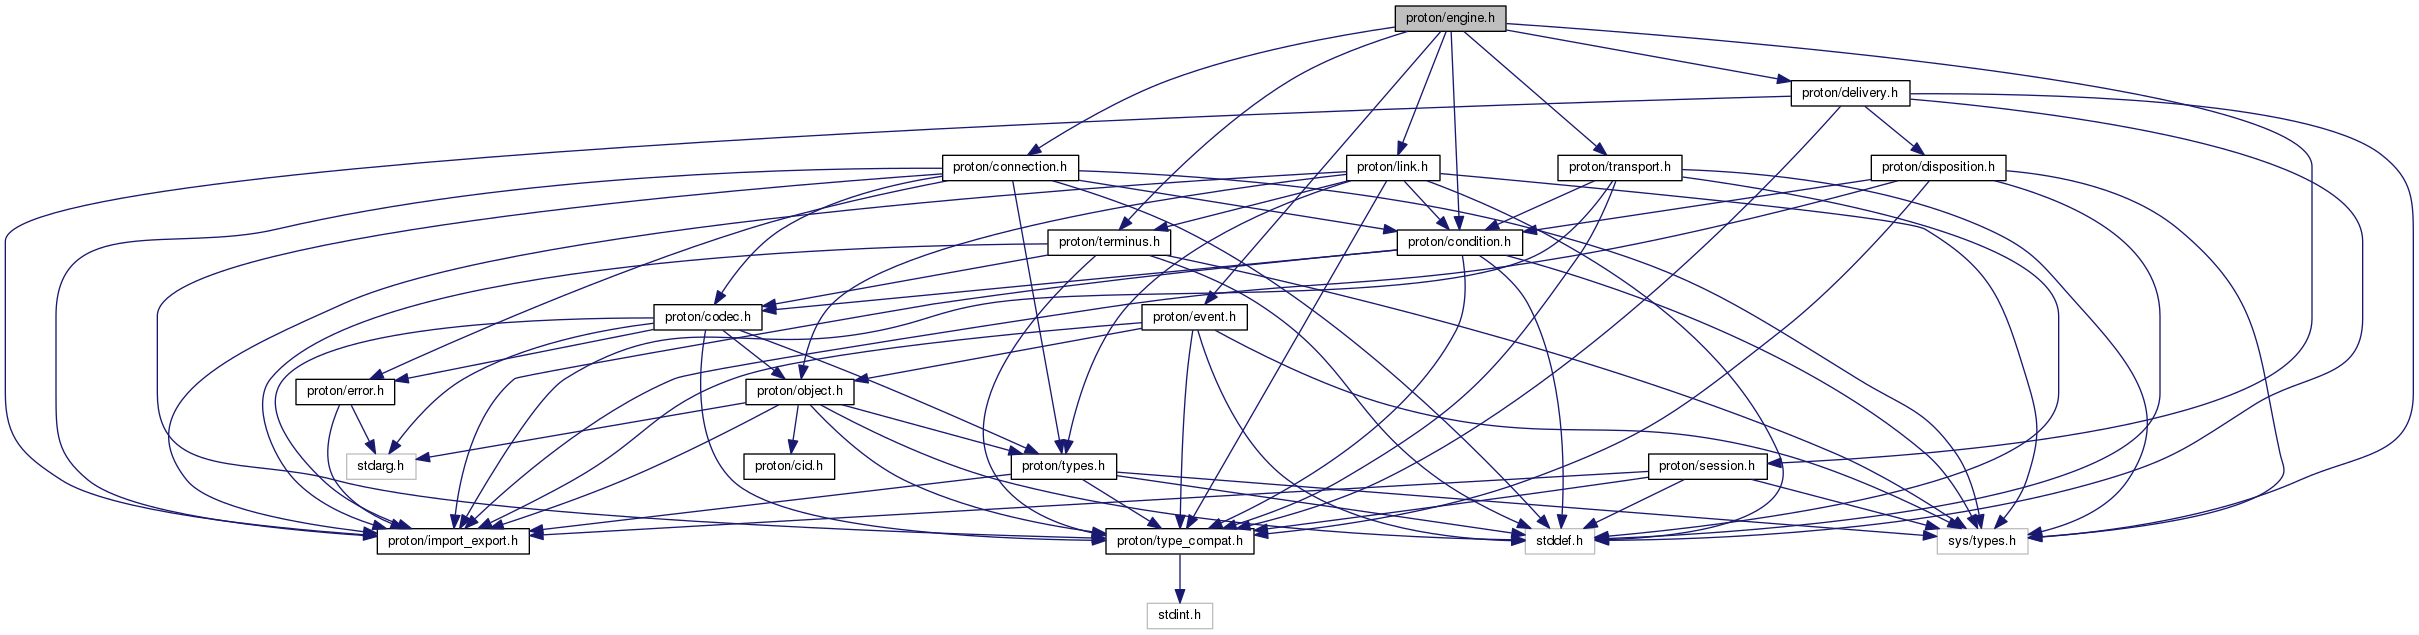 proton/engine.h
proton/delivery.h
proton/connection.h
proton/link.h
proton/transport.h
proton/disposition.h
proton/terminus.h
proton/condition.h
proton/codec.h
proton/event.h
proton/error.h
proton/object.h
stdarg.h
proton/cid.h
proton/types.h
proton/session.h
proton/import_export.h
proton/type_compat.h
stddef.h
sys/types.h
stdint.h